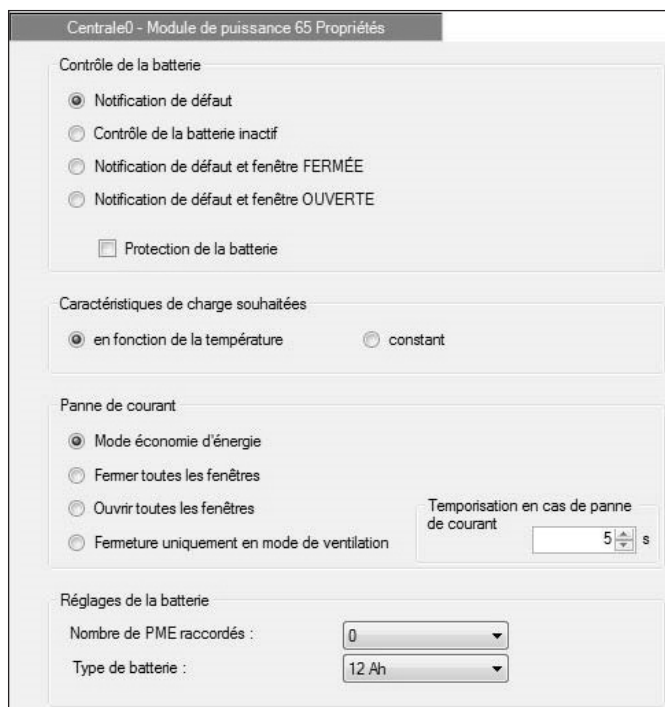 Centrale0 - Module de puissance 65 Propriétés
Contrôle de la batterie
Notification de défaut
Contrôle de la batterie inactif
Notification de défaut et fenêtre FERMÉE
Notification de défaut et fenêtre OUVERTE
Protection de la batterie
Caractéristiques de charge souhaitées
en fonction de la température
constant
Panne de courant
Mode économie d'énergie
Fermer toutes les fenêtres
Ouvrir toutes les fenêtres
Fermeture uniquement en mode de ventilation
Temporisation en cas de panne
de courant
5 s
Réglages de la batterie
Nombre de PME raccordés : 0
Type de batterie : 12 Ah